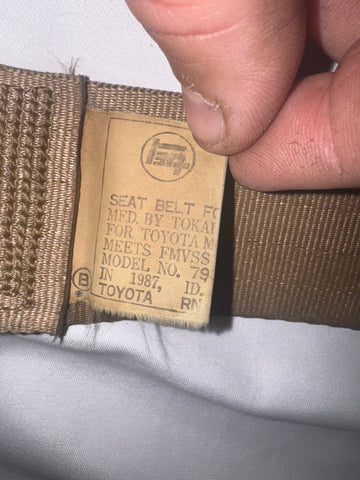 SEAT BELT FO
MFD. BY TOKAI
FOR TOYOTA M
MEETS FMVSS
MODEL NO. 79
IN 1987, ID.
B TOYOTA RN